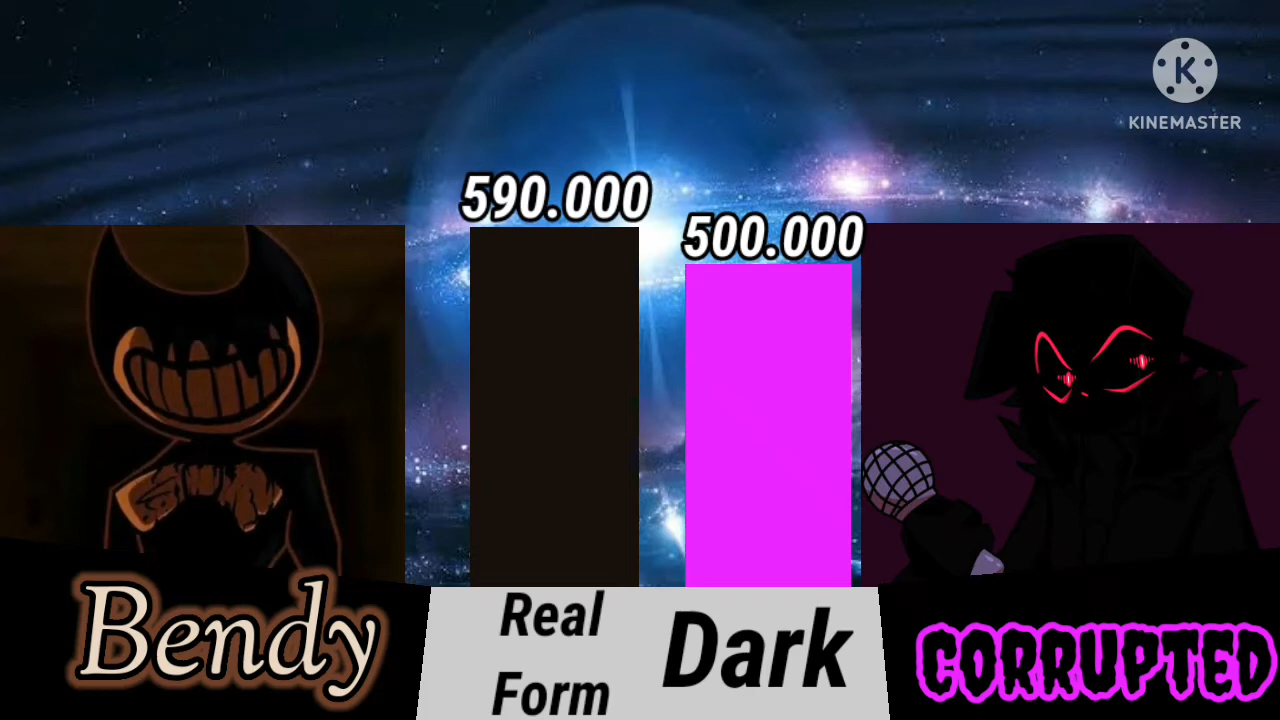 K
KINEMASTER
590.000
500.000
Bendy
Real
Form
Dark
CORRUPTED